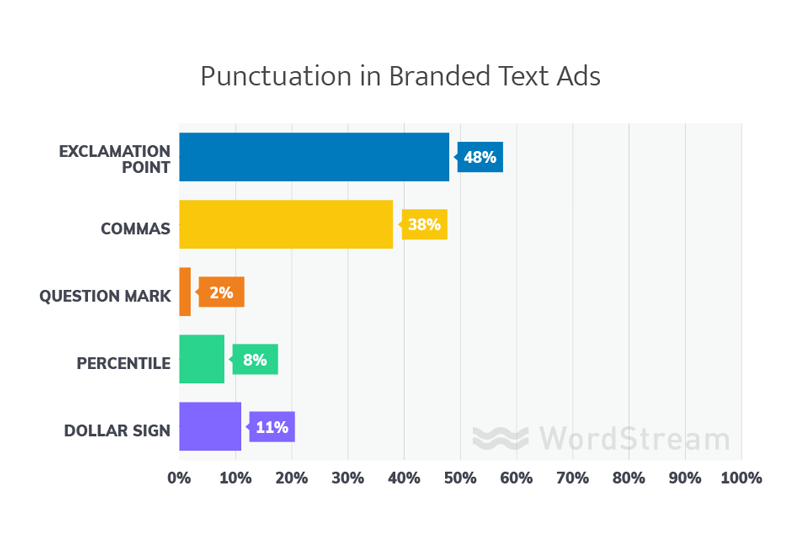 Punctuation in Branded Text Ads
EXCLAMATION
POINT
48%
COMMAS
38%
QUESTION MARK
2%
PERCENTILE
8%
DOLLAR SIGN
11%
WordStream
0% 10% 20% 30% 40% 50% 60% 70% 80% 90% 100%